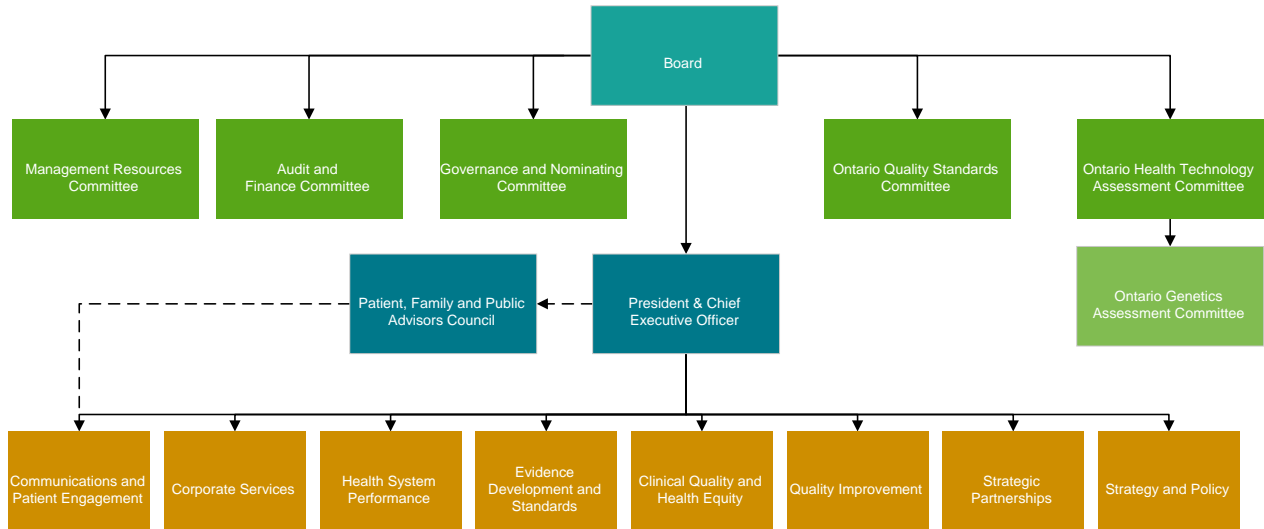 Board
Management Resources
Committee
Audit and
Finance Committee
Governance and Nominating
Committee
Ontario Quality Standards
Committee
Ontario Health Technology
Assessment Committee
Patient, Family and Public
Advisors Council
President & Chief
Executive Officer
Ontario Genetics
Assessment Committee
Communications and
Patient Engagement
Corporate Services
Health System
Performance
Evidence
Development and
Standards
Clinical Quality and
Health Equity
Quality Improvement
Strategic
Partnerships
Strategy and Policy